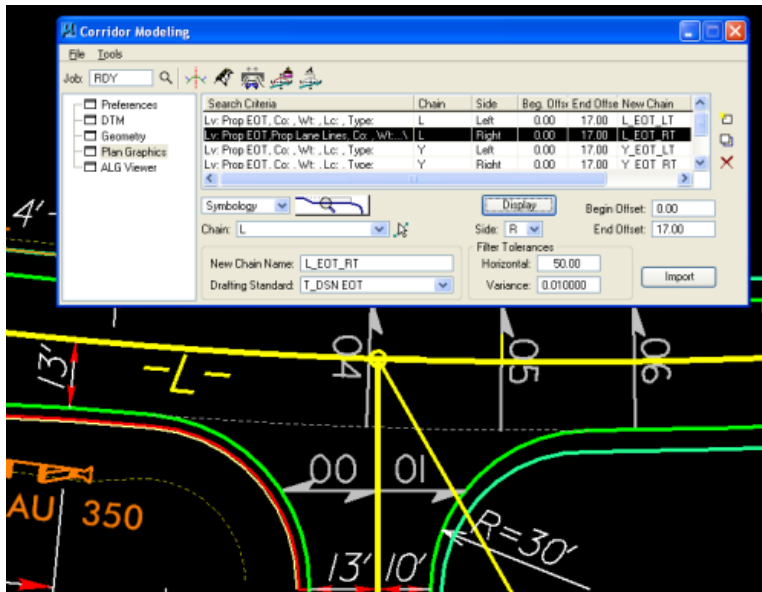 Corridor Modeling
File Tools
Job: RDY
Preferences
DTM
Geometry
Plan Graphics
ALG Viewer
Search Criteria Chain Side Beg. Offs End Offse New Chain
Lv: Prop EOT, Co: , Wt: , Lc: , Type: L Left 0.00 17.00 L_EOT_LT
Lv: Prop EOT,Prop Lane Lines, Co: , Wt:...\ L Right 0.00 17.00 L_EOT_RT
Lv: Prop EOT, Co: , Wt: , Lc: , Type: Y Left 0.00 17.00 Y_EOT_LT
Lv: Prop EOT, Co: , Wt: , Lc: , Type: Y Right 0.00 17.00 Y_EOT_RT
Symbology Display Begin Offset: 0.00
Chain: L Side: R End Offset: 17.00
New Chain Name: L_EOT_RT
Drafting Standard: T_DSN EOT
Filter Tolerances
Horizontal: 50.00
Variance: 0.010000
Import
4'-
13'
-L-
04
05
06
00 01
AU 350
R=30'
13' 10'